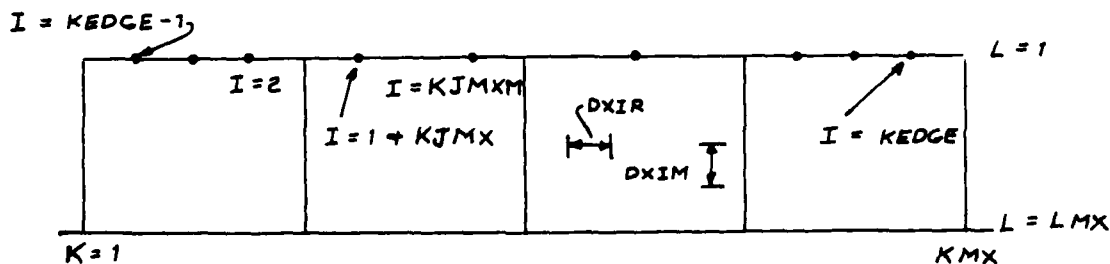 I = KEDGE-1
L = 1
I = 2
I = KJMXM
DXIR
I = 1 + KJMX
I = KEDGE
DXIM
L = LMX
K = 1
KMX